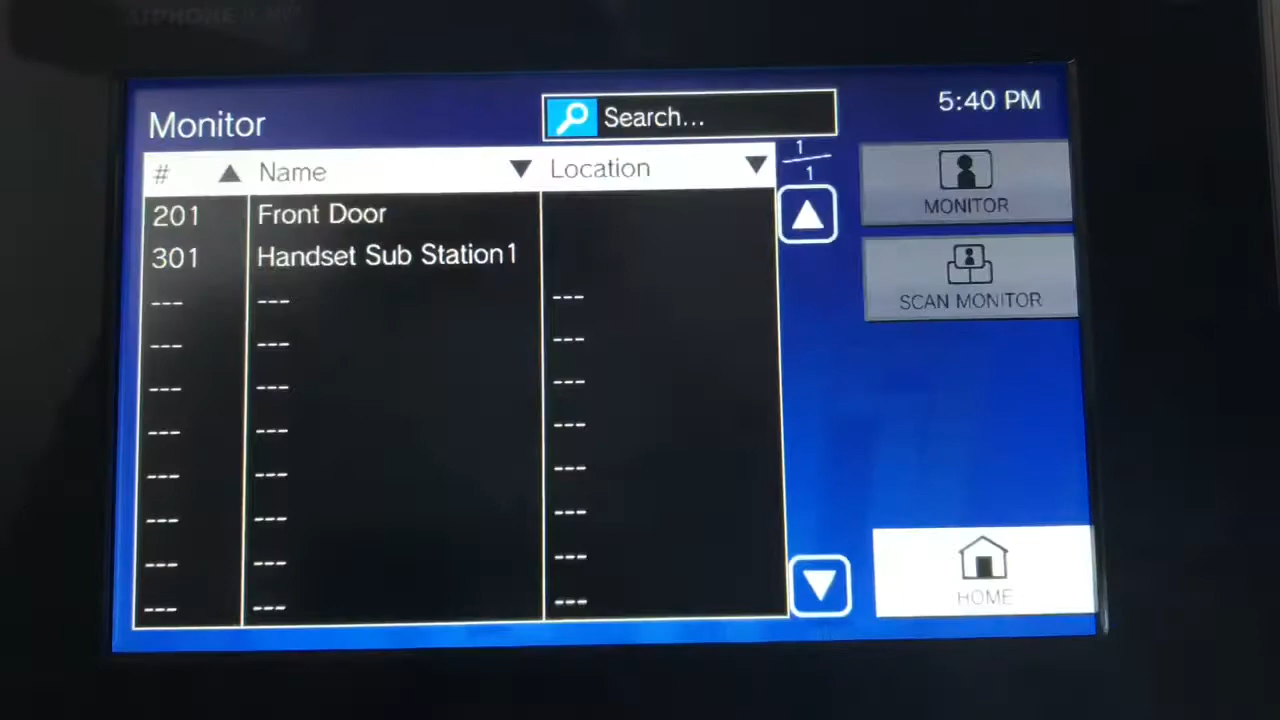 Monitor
Search...
5:40 PM
# Name Location
1
1
201 Front Door
301 Handset Sub Station1
--- --- ---
--- --- ---
--- --- ---
--- --- ---
--- --- ---
--- --- ---
--- --- ---
--- --- ---
MONITOR
SCAN MONITOR
HOME